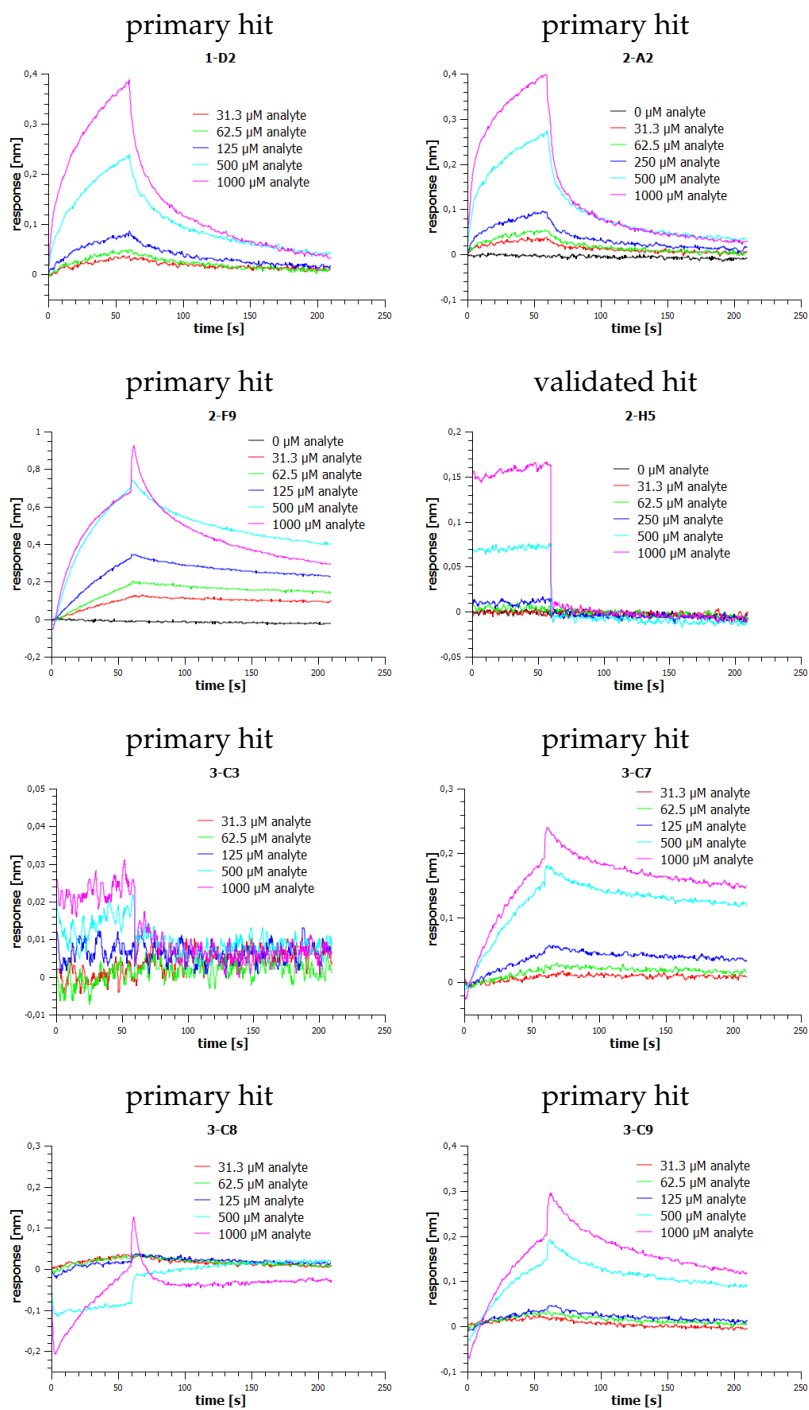 primary hit
1-D2
0,4
0,3
0,2
0,1
0
response [nm]
31.3 µM analyte
62.5 µM analyte
125 µM analyte
500 µM analyte
1000 µM analyte
0
50
100
150
200
250
time [s]
primary hit
2-A2
0,4
0,3
0,2
0,1
0
-0,1
response [nm]
0 µM analyte
31.3 µM analyte
62.5 µM analyte
250 µM analyte
500 µM analyte
1000 µM analyte
0
50
100
150
200
250
time [s]
primary hit
2-F9
1
0,8
0,6
0,4
0,2
0
-0,2
response [nm]
0 µM analyte
31.3 µM analyte
62.5 µM analyte
125 µM analyte
500 µM analyte
1000 µM analyte
0
50
100
150
200
250
time [s]
validated hit
2-H5
0,2
0,15
0,1
0,05
0
-0,05
response [nm]
0 µM analyte
31.3 µM analyte
62.5 µM analyte
250 µM analyte
500 µM analyte
1000 µM analyte
0
50
100
150
200
250
time [s]
primary hit
3-C3
0,05
0,04
0,03
0,02
0,01
0
-0,01
response [nm]
31.3 µM analyte
62.5 µM analyte
125 µM analyte
500 µM analyte
1000 µM analyte
0
50
100
150
200
250
time [s]
primary hit
3-C7
0,3
0,2
0,1
0
response [nm]
31.3 µM analyte
62.5 µM analyte
125 µM analyte
500 µM analyte
1000 µM analyte
0
50
100
150
200
250
time [s]
primary hit
3-C8
0,3
0,2
0,1
0
-0,1
-0,2
response [nm]
31.3 µM analyte
62.5 µM analyte
125 µM analyte
500 µM analyte
1000 µM analyte
0
50
100
150
200
250
time [s]
primary hit
3-C9
0,4
0,3
0,2
0,1
0
-0,1
response [nm]
31.3 µM analyte
62.5 µM analyte
125 µM analyte
500 µM analyte
1000 µM analyte
0
50
100
150
200
250
time [s]